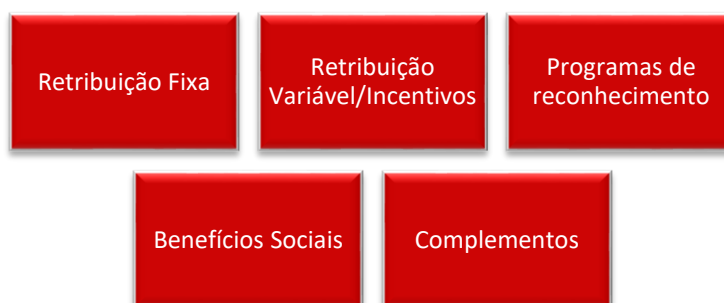 Retribuição Fixa
Retribuição
Variável/Incentivos
Programas de
reconhecimento
Benefícios Sociais
Complementos